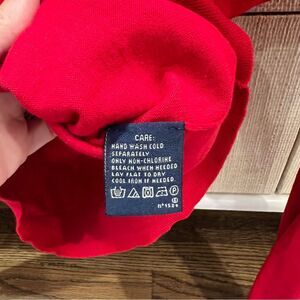 CARE:
HAND WASH COLD
SEPARATELY
ONLY NON-CHLORINE
BLEACH WHEN NEEDED
LAY FLAT TO DRY
COOL IRON IF NEEDED